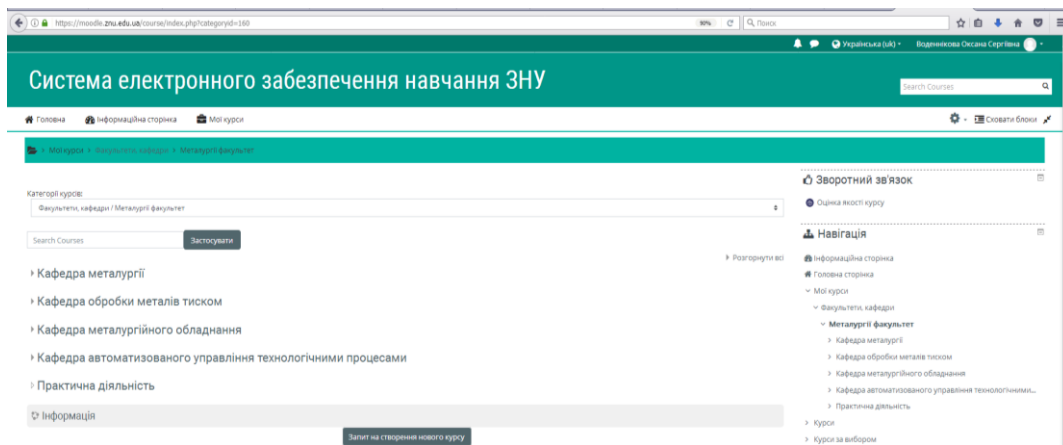 https://moodle.znu.edu.ua/course/index.php?categoryid=160
90%
Поиск
Українська (uk)
Воденнікова Оксана Сергіївна
Система електронного забезпечення навчання ЗНУ
Search Courses
Головна
Інформаційна сторінка
Мої курси
Сховати блоки
Мої курси
Факультети, кафедри
Металургії факультет
Зворотний зв'язок
Категорії курсів:
Оцінка якості курсу
Факультети, кафедри / Металургії факультет
Навігація
Search Courses
Застосувати
Розгорнути всі
Інформаційна сторінка
Головна сторінка
Кафедра металургії
Мої курси
Кафедра обробки металів тиском
Факультети, кафедри
Кафедра металургійного обладнання
Металургії факультет
Кафедра металургії
Кафедра автоматизованого управління технологічними процесами
Кафедра обробки металів тиском
Кафедра металургійного обладнання
Практична діяльність
Кафедра автоматизованого управління технологічними...
Практична діяльність
Інформація
Курси
Запит на створення нового курсу
Курси за вибором